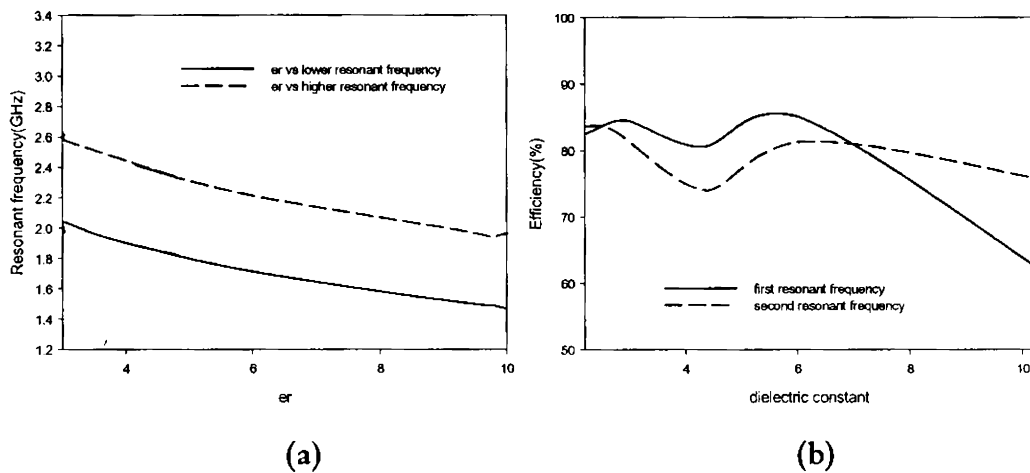 3.4
3.2
3.0
2.8
2.6
2.4
2.2
2.0
1.8
1.6
1.4
1.2
Resonant frequency(GHz)
er vs lower resonant frequency
er vs higher resonant frequency
4 6 8 10
er
(a)
100
90
80
70
60
50
Efficiency(%)
first resonant frequency
second resonant frequency
4 6 8 10
dielectric constant
(b)